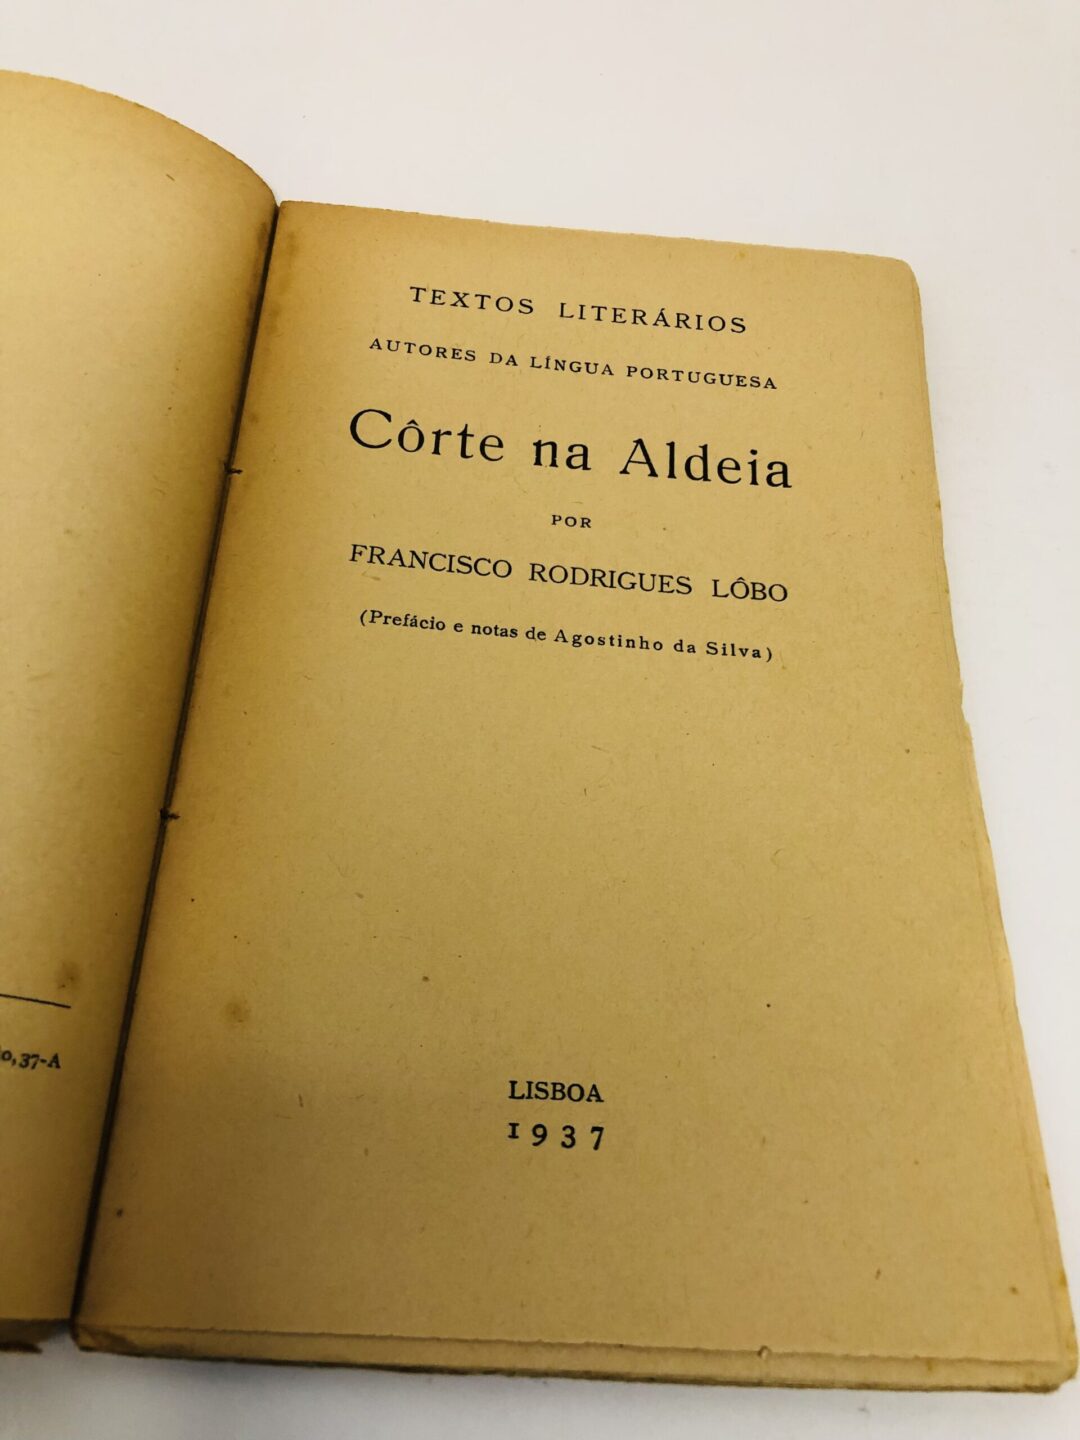 TEXTOS LITERÁRIOS
AUTORES DA LÍNGUA PORTUGUESA
Côrte na Aldeia
POR
FRANCISCO RODRIGUES LÔBO
(Prefácio e notas de Agostinho da Silva)
LISBOA
1937
37-A